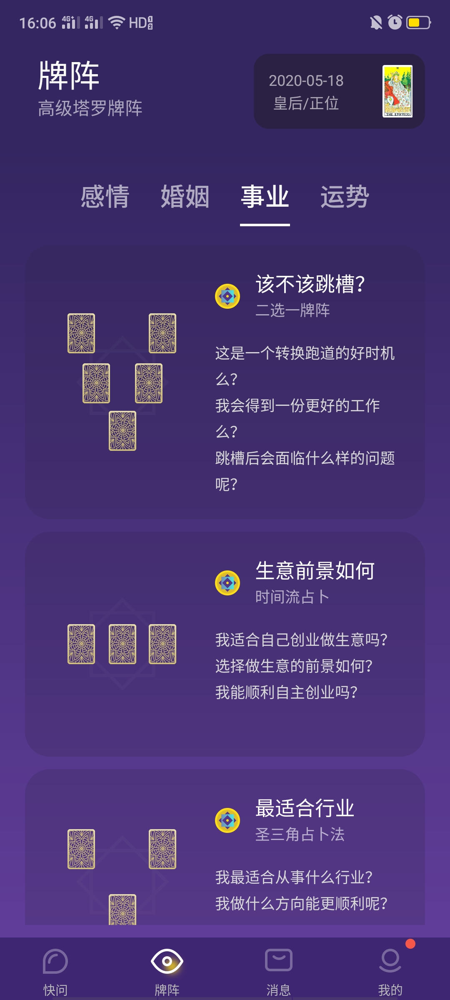 16:06 4G+ 4G HD 1 2
牌阵
高级塔罗牌阵
2020-05-18
皇后/正位
III
THE EMPRESS
感情 婚姻 事业 运势
该不该跳槽?
二选一牌阵
这是一个转换跑道的好时机
么?
我会得到一份更好的工作
么?
跳槽后会面临什么样的问题
呢?
生意前景如何
时间流占卜
我适合自己创业做生意吗?
选择做生意的前景如何?
我能顺利自主创业吗?
最适合行业
圣三角占卜法
我最适合从事什么行业?
我做什么方向能更顺利呢?
快问 牌阵 消息 我的